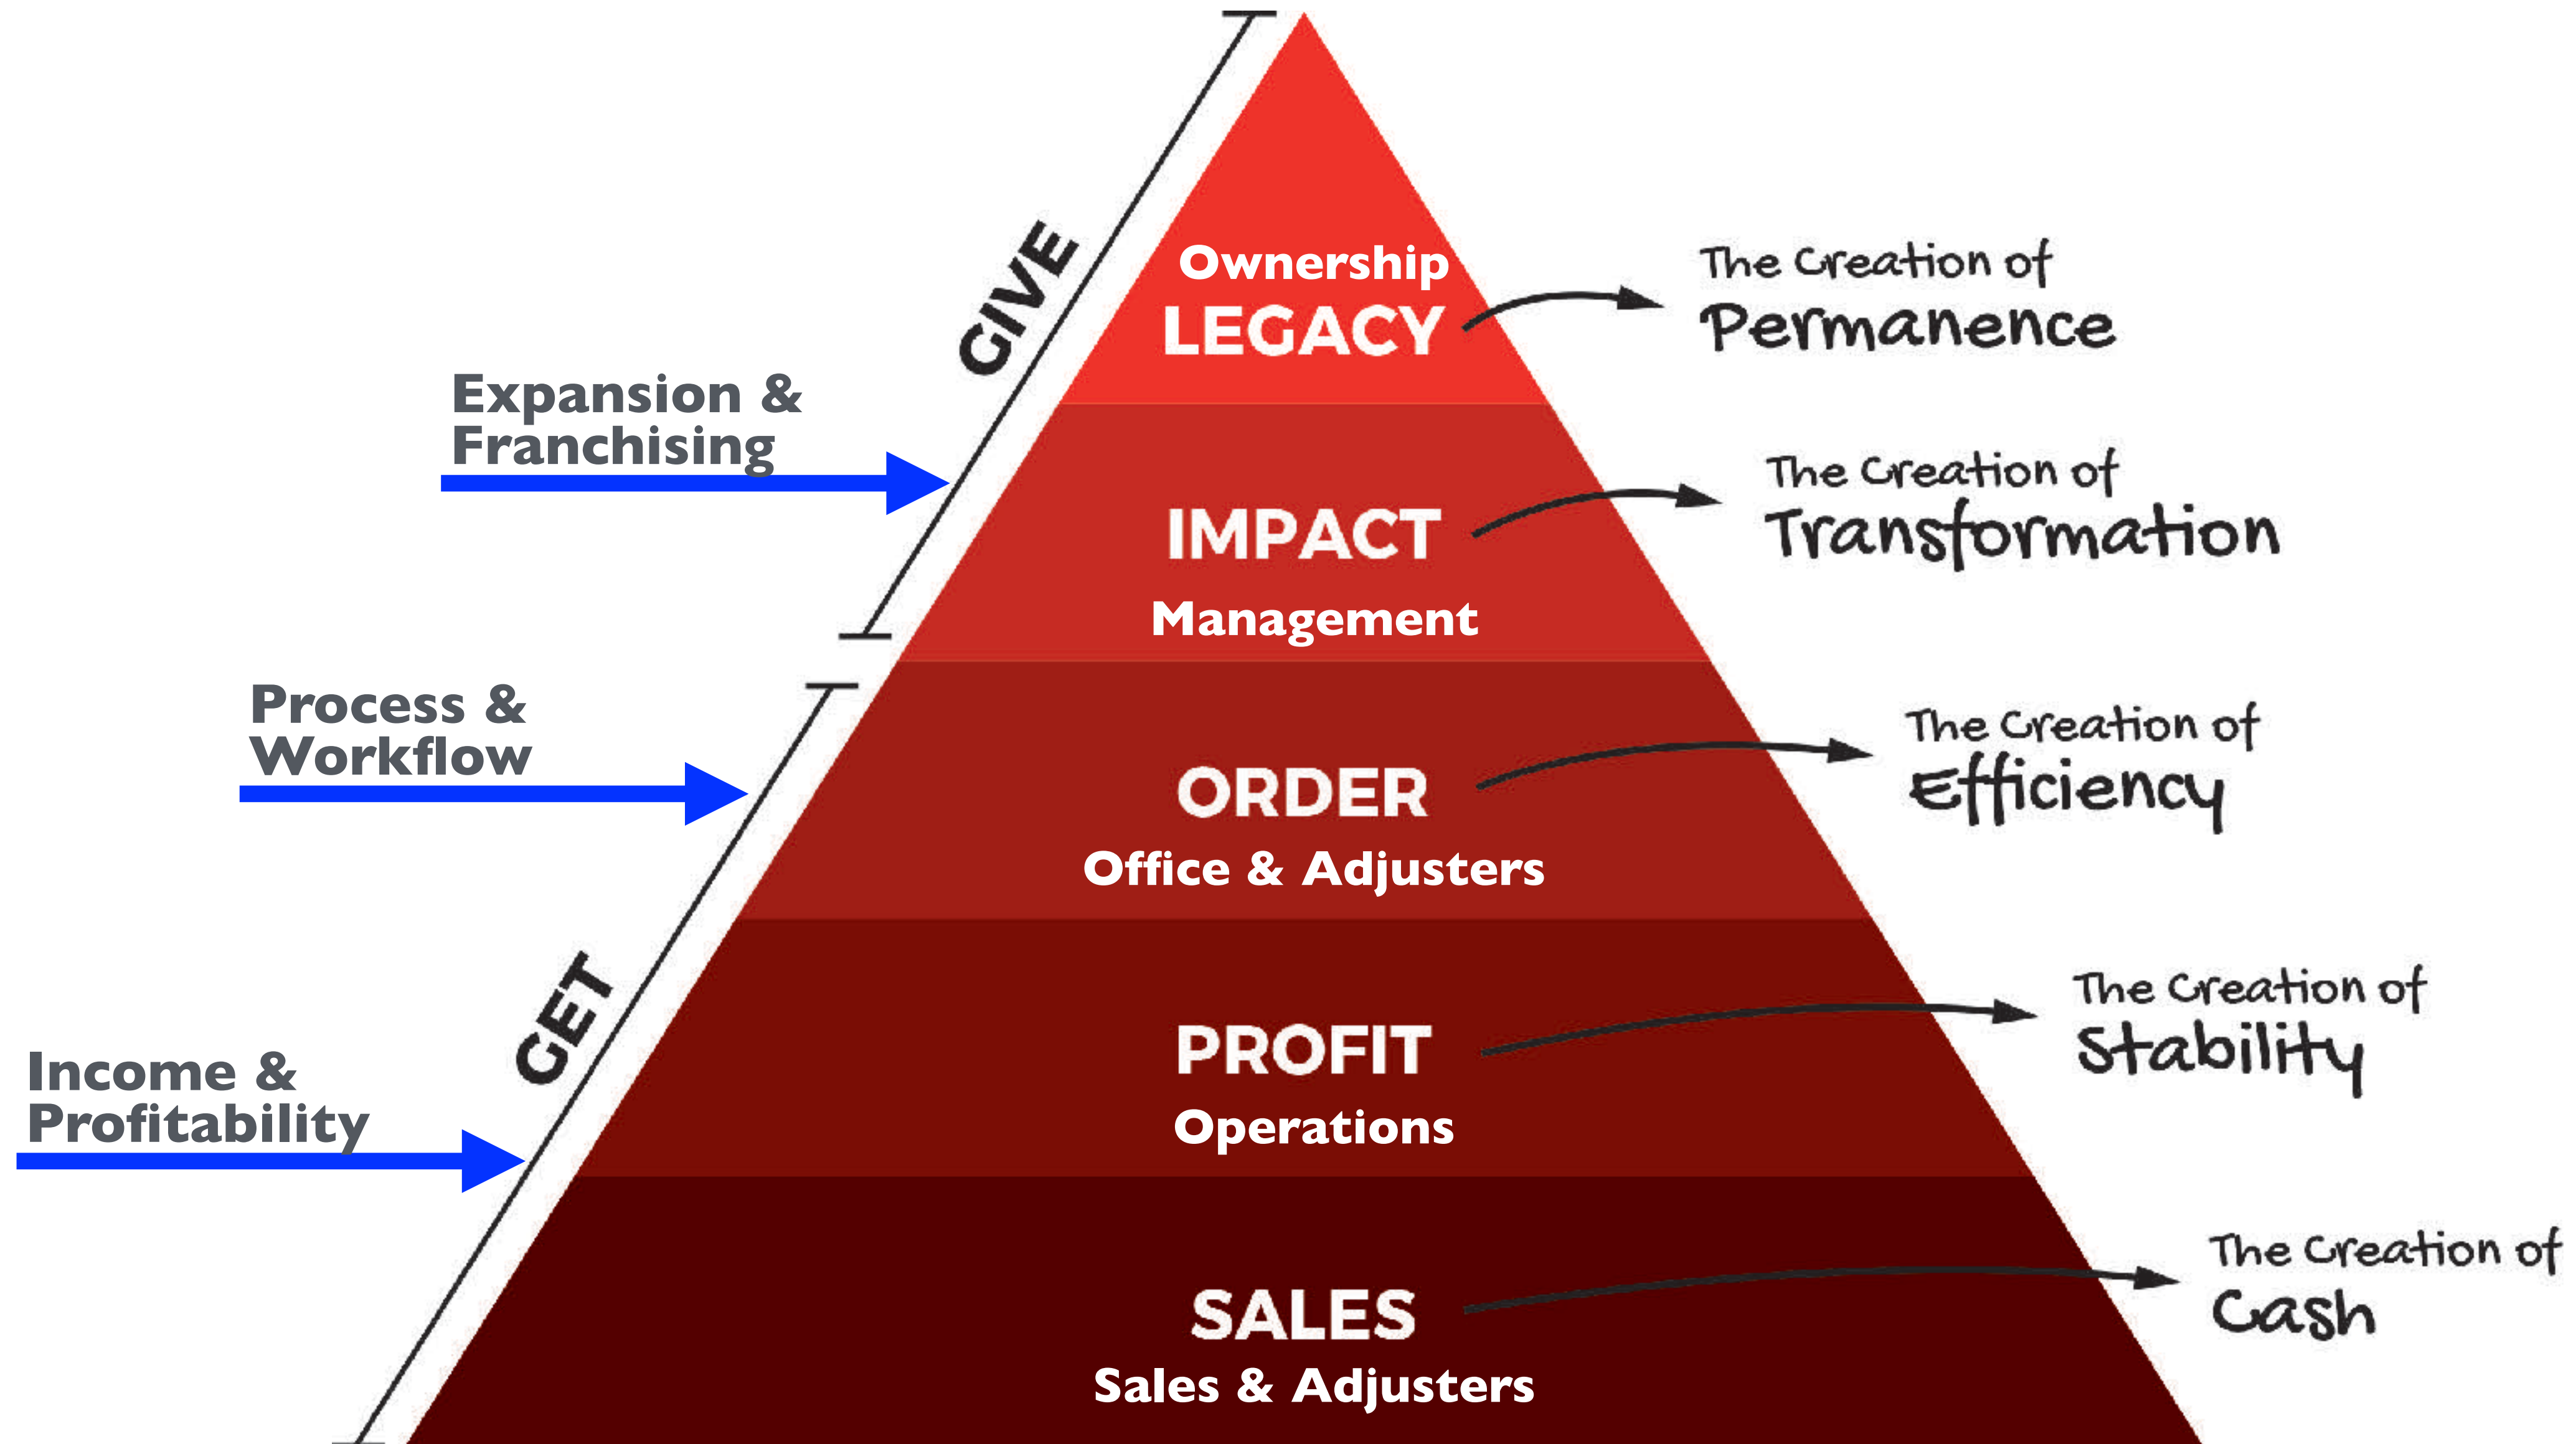 GIVE
Ownership
LEGACY
The Creation of
Permanence
Expansion &
Franchising
IMPACT
Management
The Creation of
Transformation
Process &
Workflow
ORDER
Office & Adjusters
The Creation of
Efficiency
GET
PROFIT
Operations
The Creation of
Stability
Income &
Profitability
SALES
Sales & Adjusters
The Creation of
Cash